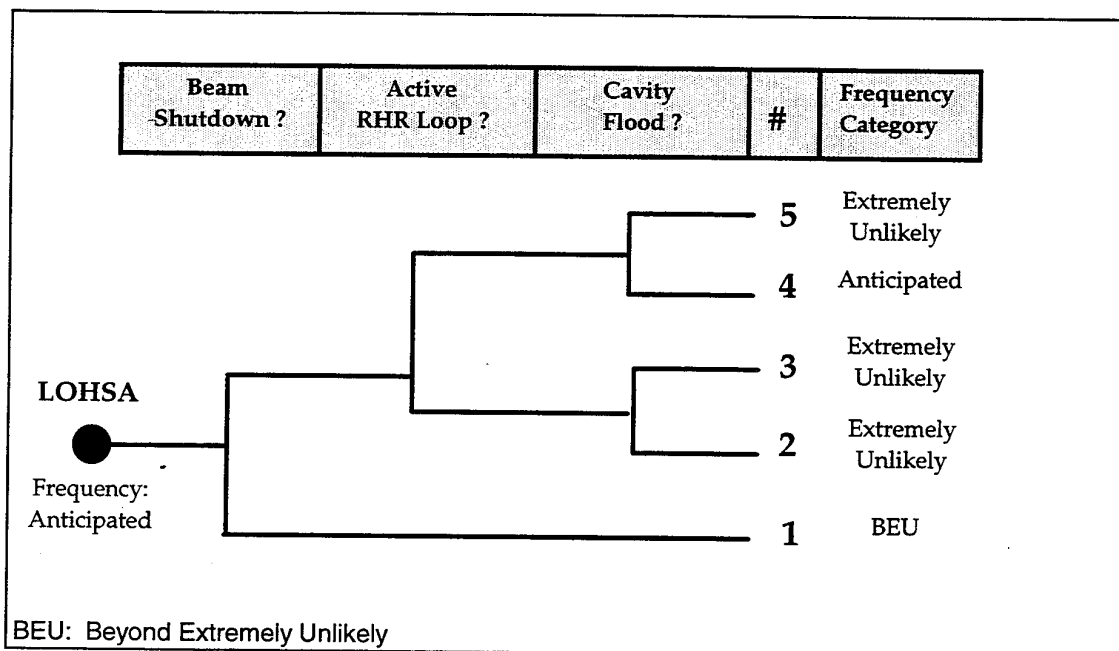 Beam
Shutdown ?
Active
RHR Loop ?
Cavity
Flood ?
#
Frequency
Category
5
Extremely
Unlikely
4
Anticipated
3
Extremely
Unlikely
LOHSA
2
Extremely
Unlikely
Frequency:
Anticipated
1
BEU
BEU: Beyond Extremely Unlikely